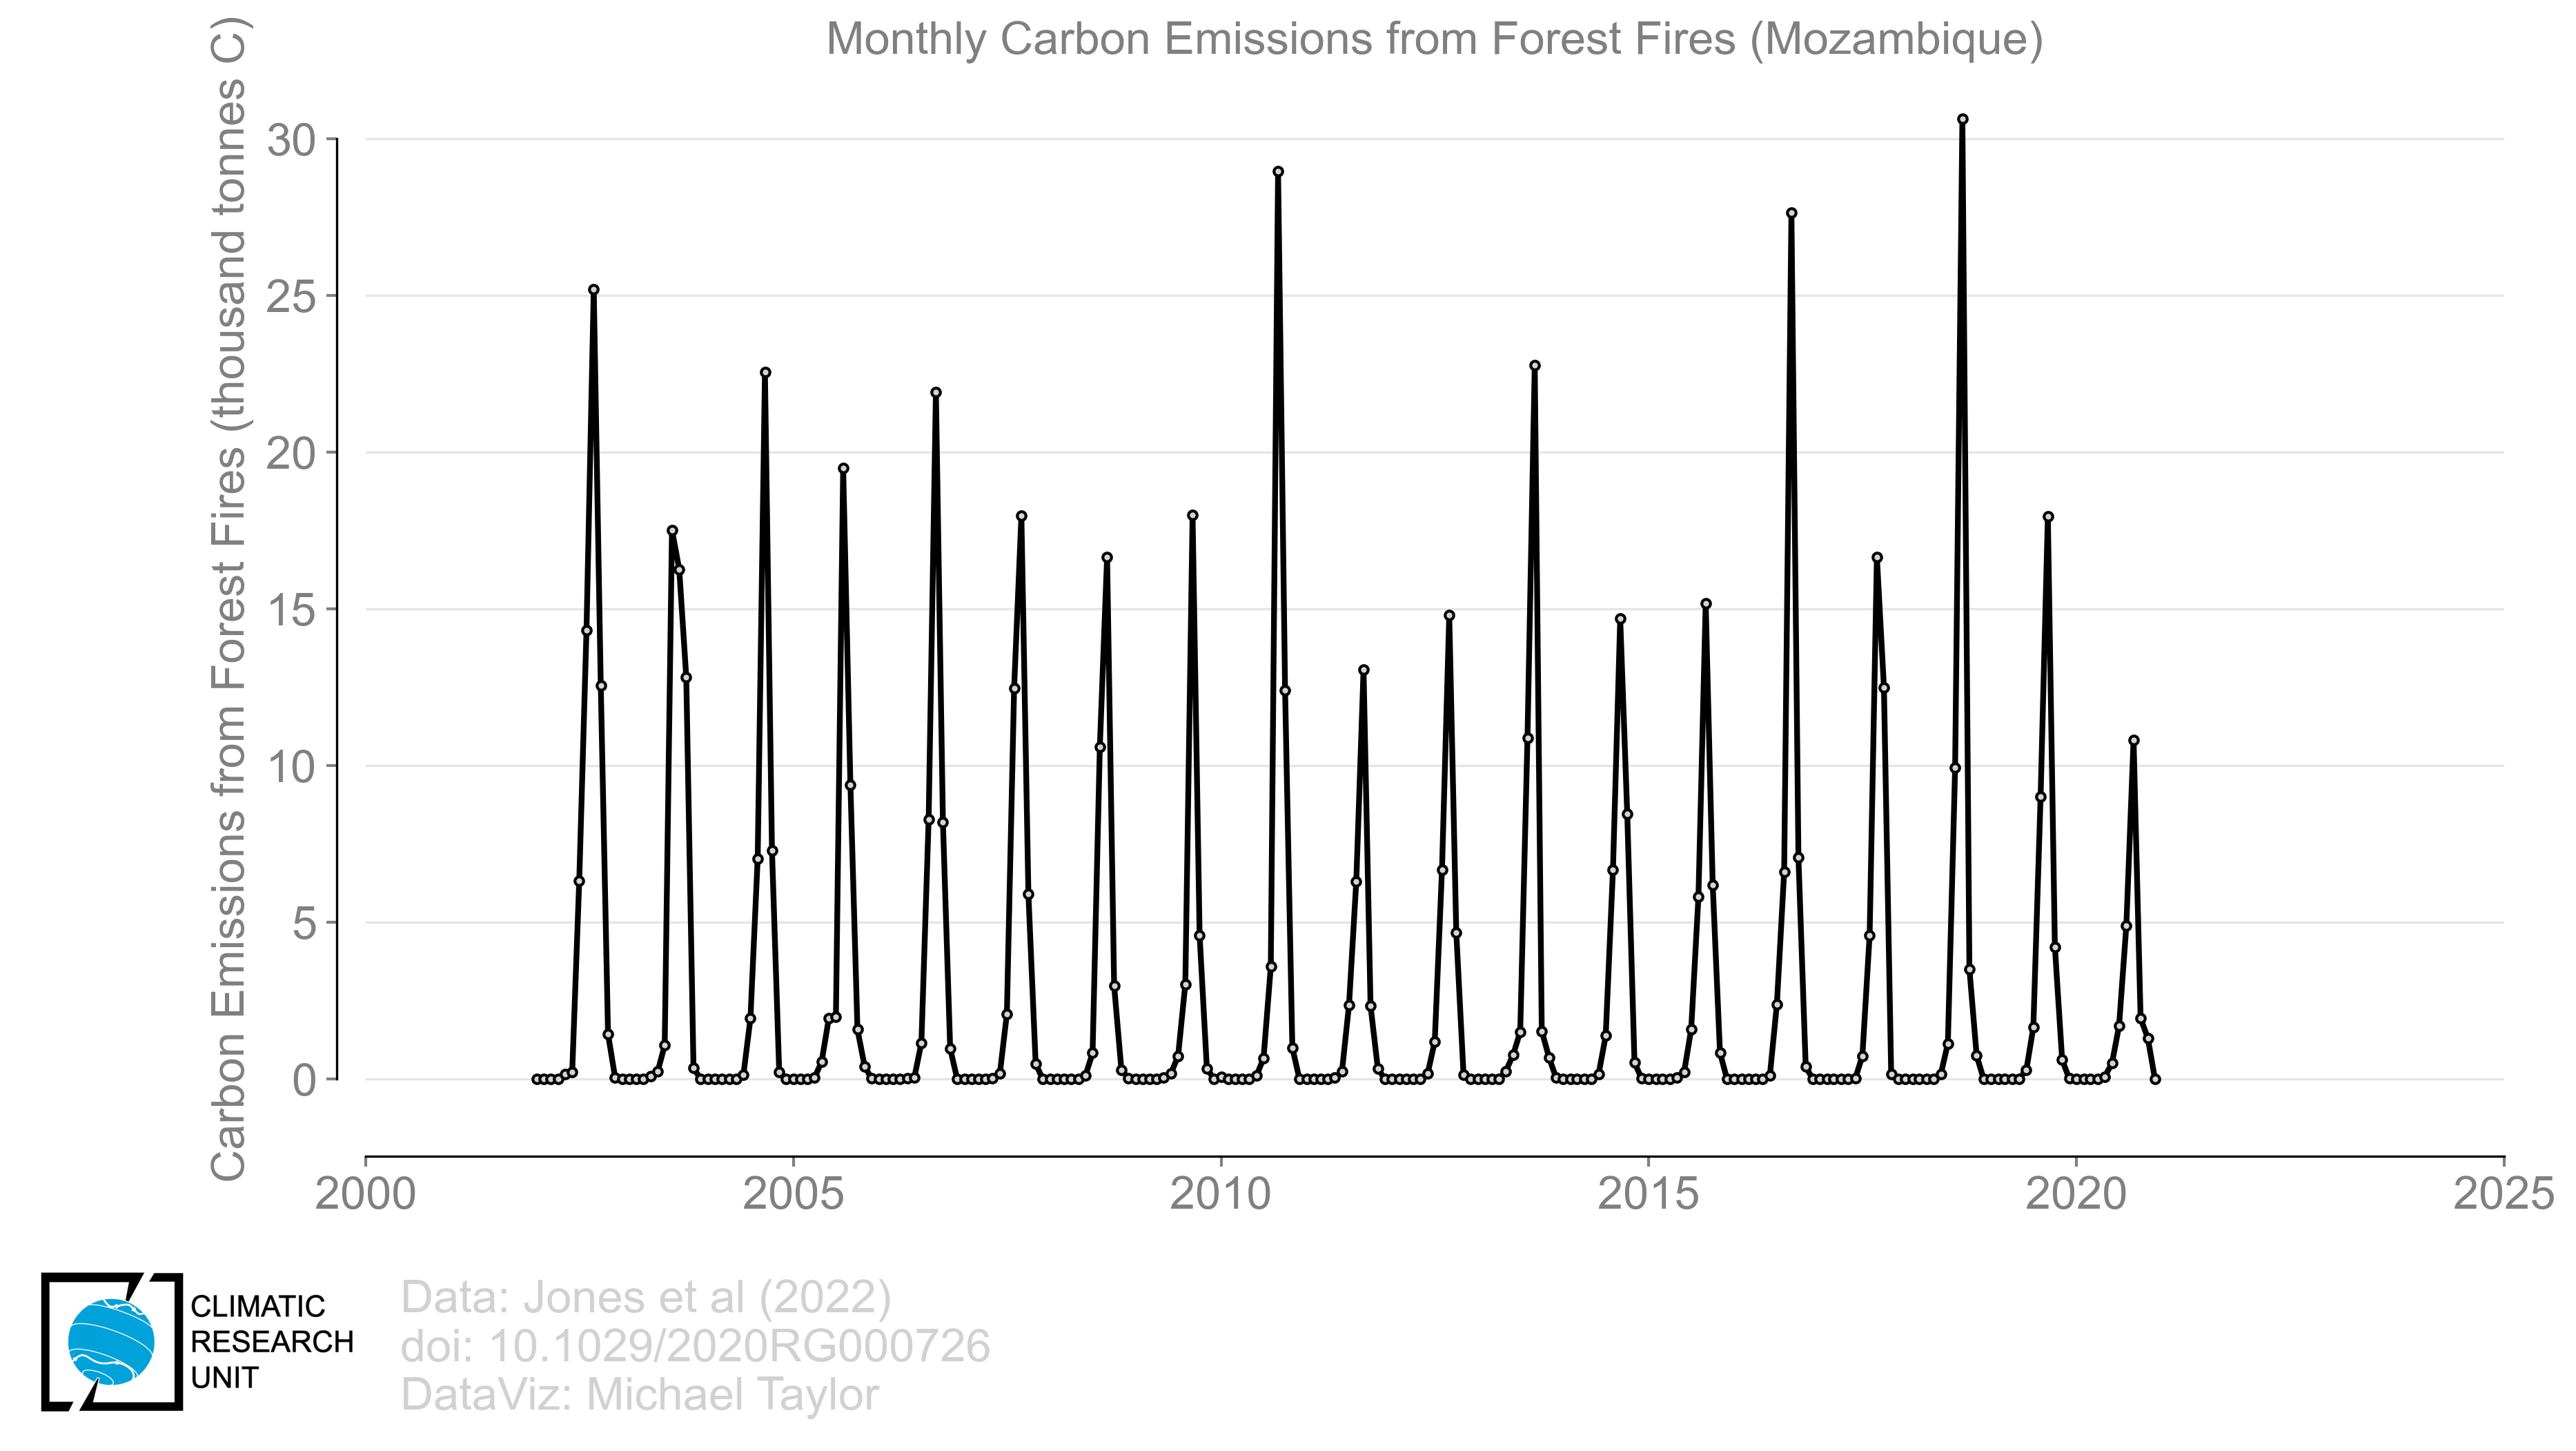 Monthly Carbon Emissions from Forest Fires (Mozambique)
Carbon Emissions from Forest Fires (thousand tonnes C)
30
25
20
15
10
5
0
2000
2005
2010
2015
2020
2025
CLIMATIC
RESEARCH
UNIT
Data: Jones et al (2022)
doi: 10.1029/2020RG000726
DataViz: Michael Taylor